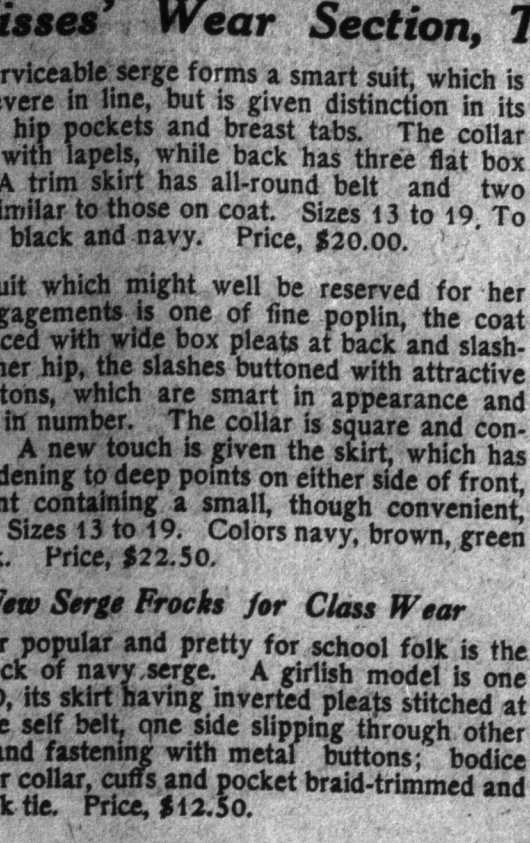 isses' Wear Section, T
rviceable serge forms a smart suit, which is
evere in line, but is given distinction in its
hip pockets and breast tabs. The collar
with lapels, while back has three flat box
A trim skirt has all-round belt and two
imilar to those on coat. Sizes 13 to 19. To
black and navy. Price, $20.00.
uit which might well be reserved for her
gagements is one of fine poplin, the coat
ced with wide box pleats at back and slash-
her hip, the slashes buttoned with attractive
tons, which are smart in appearance and
in number. The collar is square and con-
A new touch is given the skirt, which has
dening to deep points on either side of front,
nt containing a small, though convenient,
Sizes 13 to 19. Colors navy, brown, green
k. Price, $22.50.
New Serge Frocks for Class Wear
r popular and pretty for school folk is the
ck of navy serge. A girlish model is one
, its skirt having inverted pleats stitched at
e self belt, one side slipping through other
and fastening with metal buttons; bodice
r collar, cuffs and pocket braid-trimmed and
k tie. Price, $12.50.